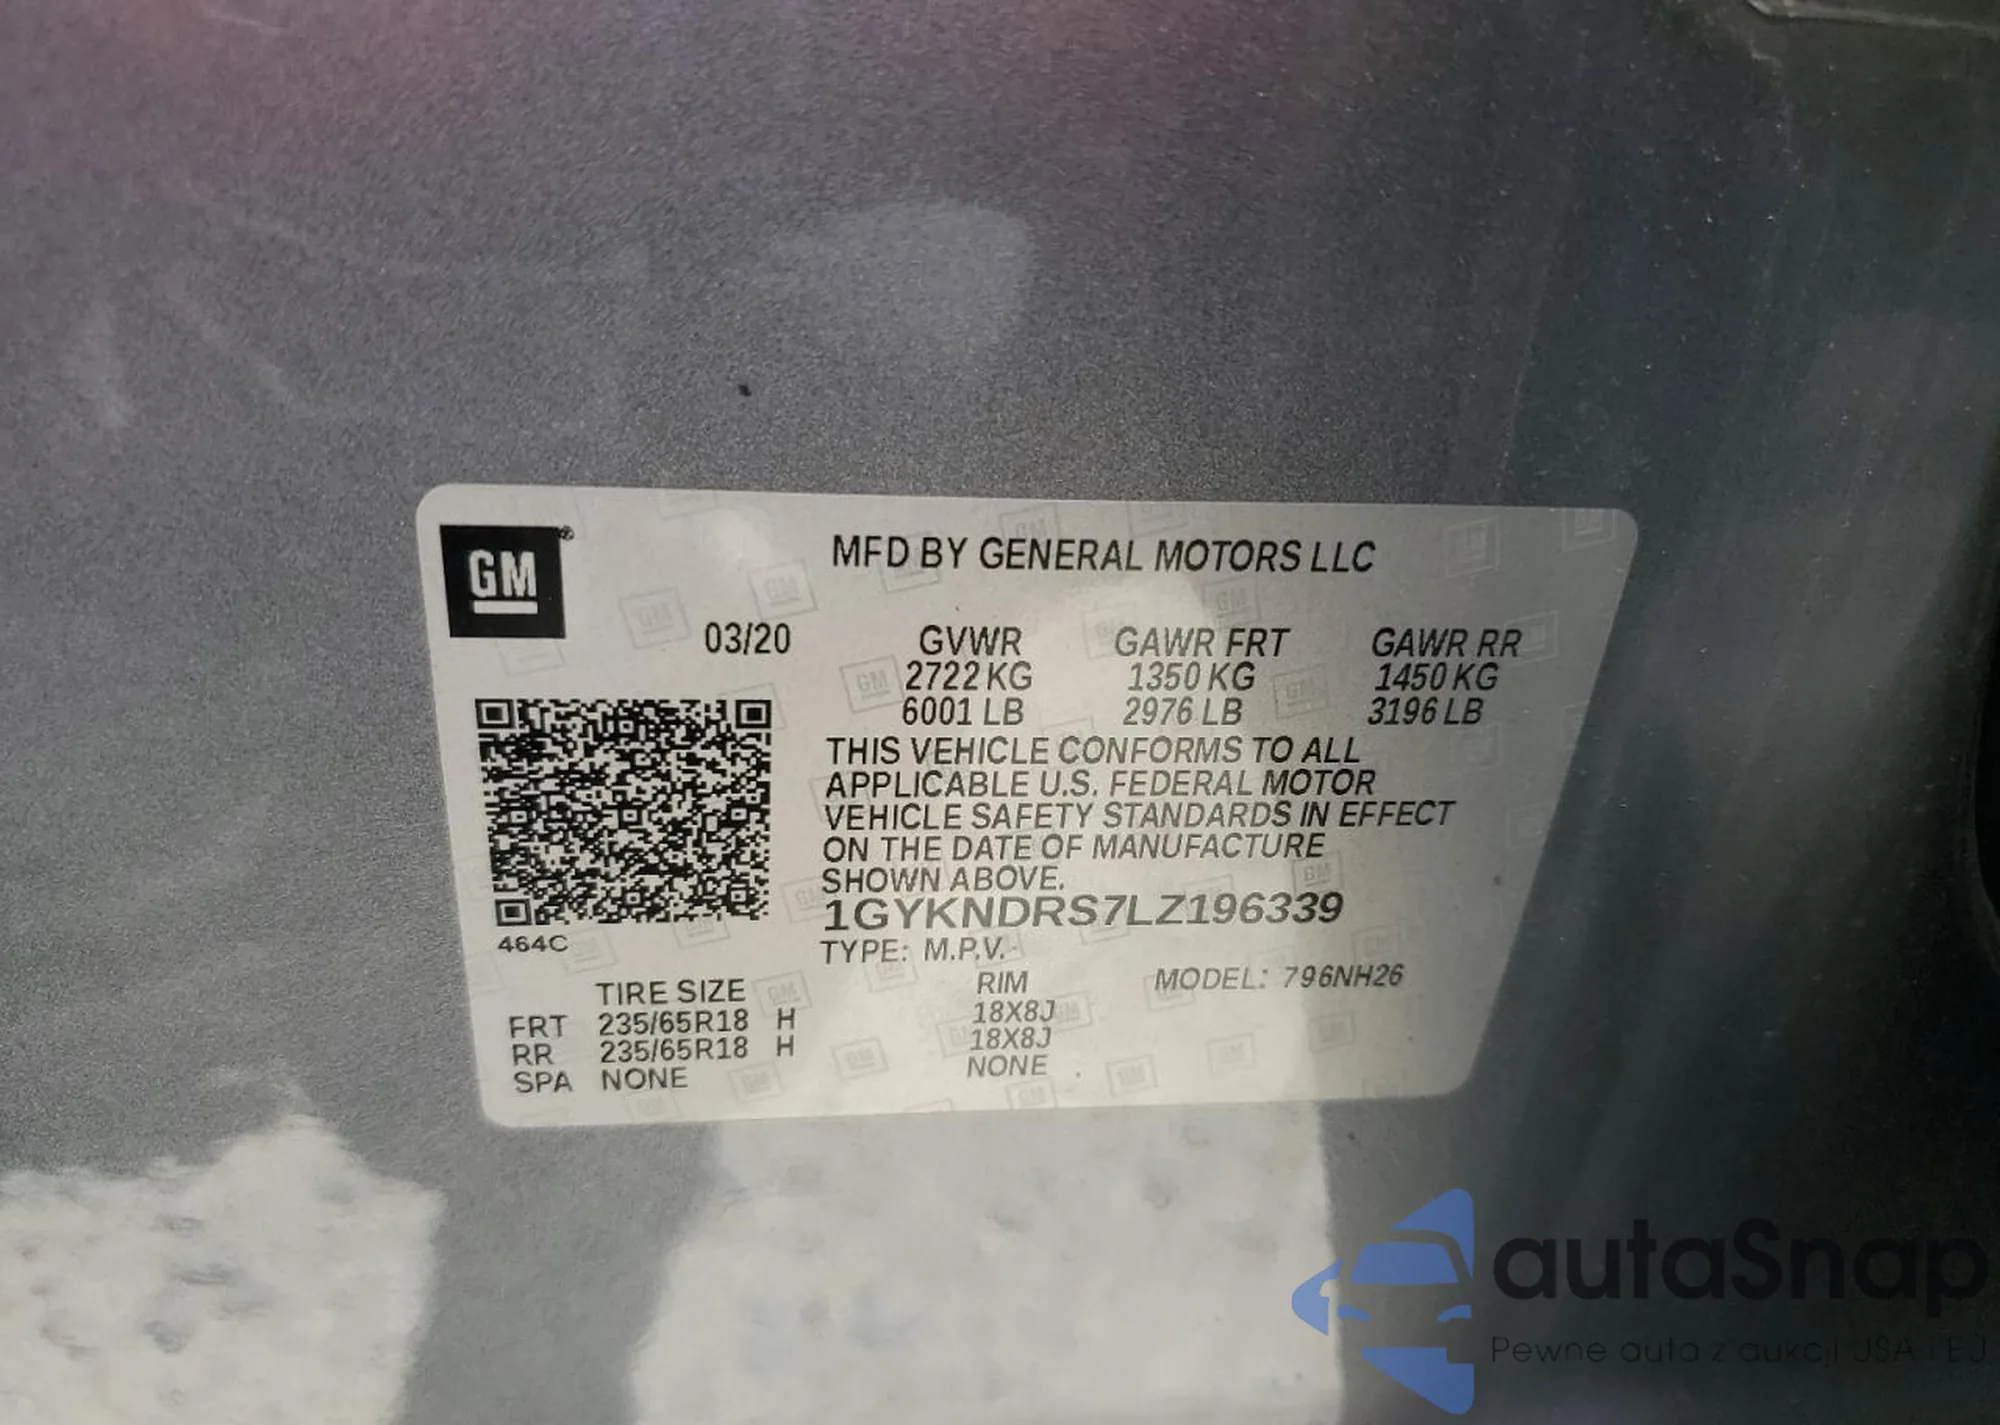 GM
MFD BY GENERAL MOTORS LLC
03/20 GVWR GAWR FRT GAWR RR
2722 KG 1350 KG 1450 KG
6001 LB 2976 LB 3196 LB
THIS VEHICLE CONFORMS TO ALL
APPLICABLE U.S. FEDERAL MOTOR
VEHICLE SAFETY STANDARDS IN EFFECT
ON THE DATE OF MANUFACTURE
SHOWN ABOVE.
1GYKNDRS7LZ196339
464C
TYPE: M.P.V.
TIRE SIZE RIM MODEL: 796NH26
FRT 235/65R18 H 18X8J
RR 235/65R18 H 18X8J
SPA NONE NONE
autaSnap
Pewne auta z aukcji USA i EU